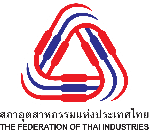 สภาอุตสาหกรรมแห่งประเทศไทย
THE FEDERATION OF THAI INDUSTRIES